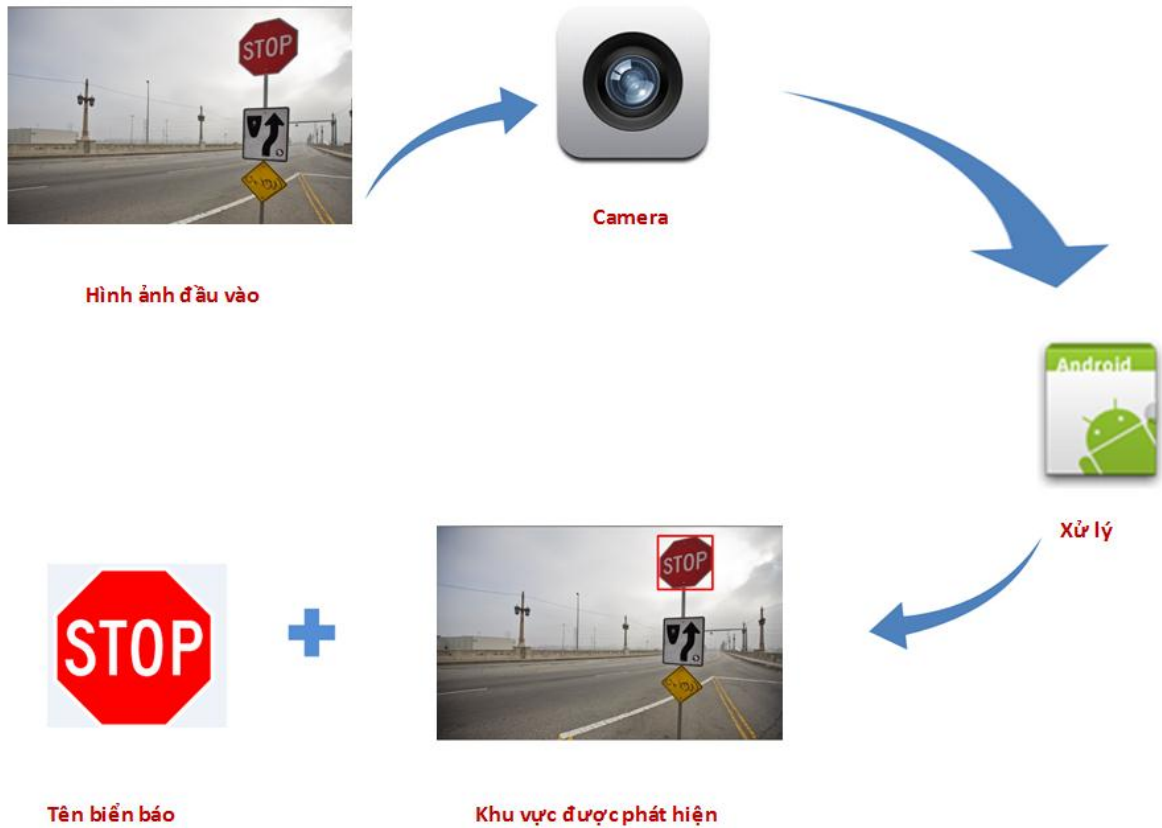 STOP
Camera
Hình ảnh đầu vào
Android
Xử lý
STOP
STOP
Tên biển báo
Khu vực được phát hiện